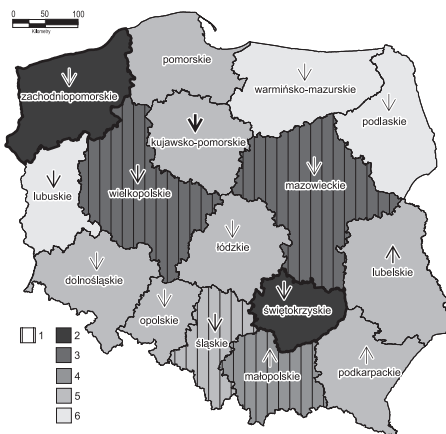 0 50 100
Kilometry
pomorskie
zachodniopomorskie
warmińsko-mazurskie
podlaskie
kujawsko-pomorskie
lubuskie
wielkopolskie
mazowieckie
łódzkie
lubelskie
dolnośląskie
opolskie
świętokrzyskie
śląskie
małopolskie
podkarpackie
1
2
3
4
5
6